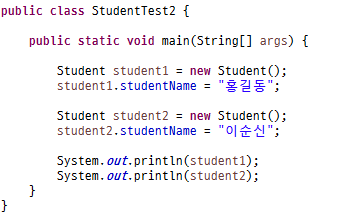 public class StudentTest2 {
public static void main(String[] args) {
Student student1 = new Student();
student1.studentName = "홍길동";
Student student2 = new Student();
student2.studentName = "이순신";
System.out.println(student1);
System.out.println(student2);
}
}